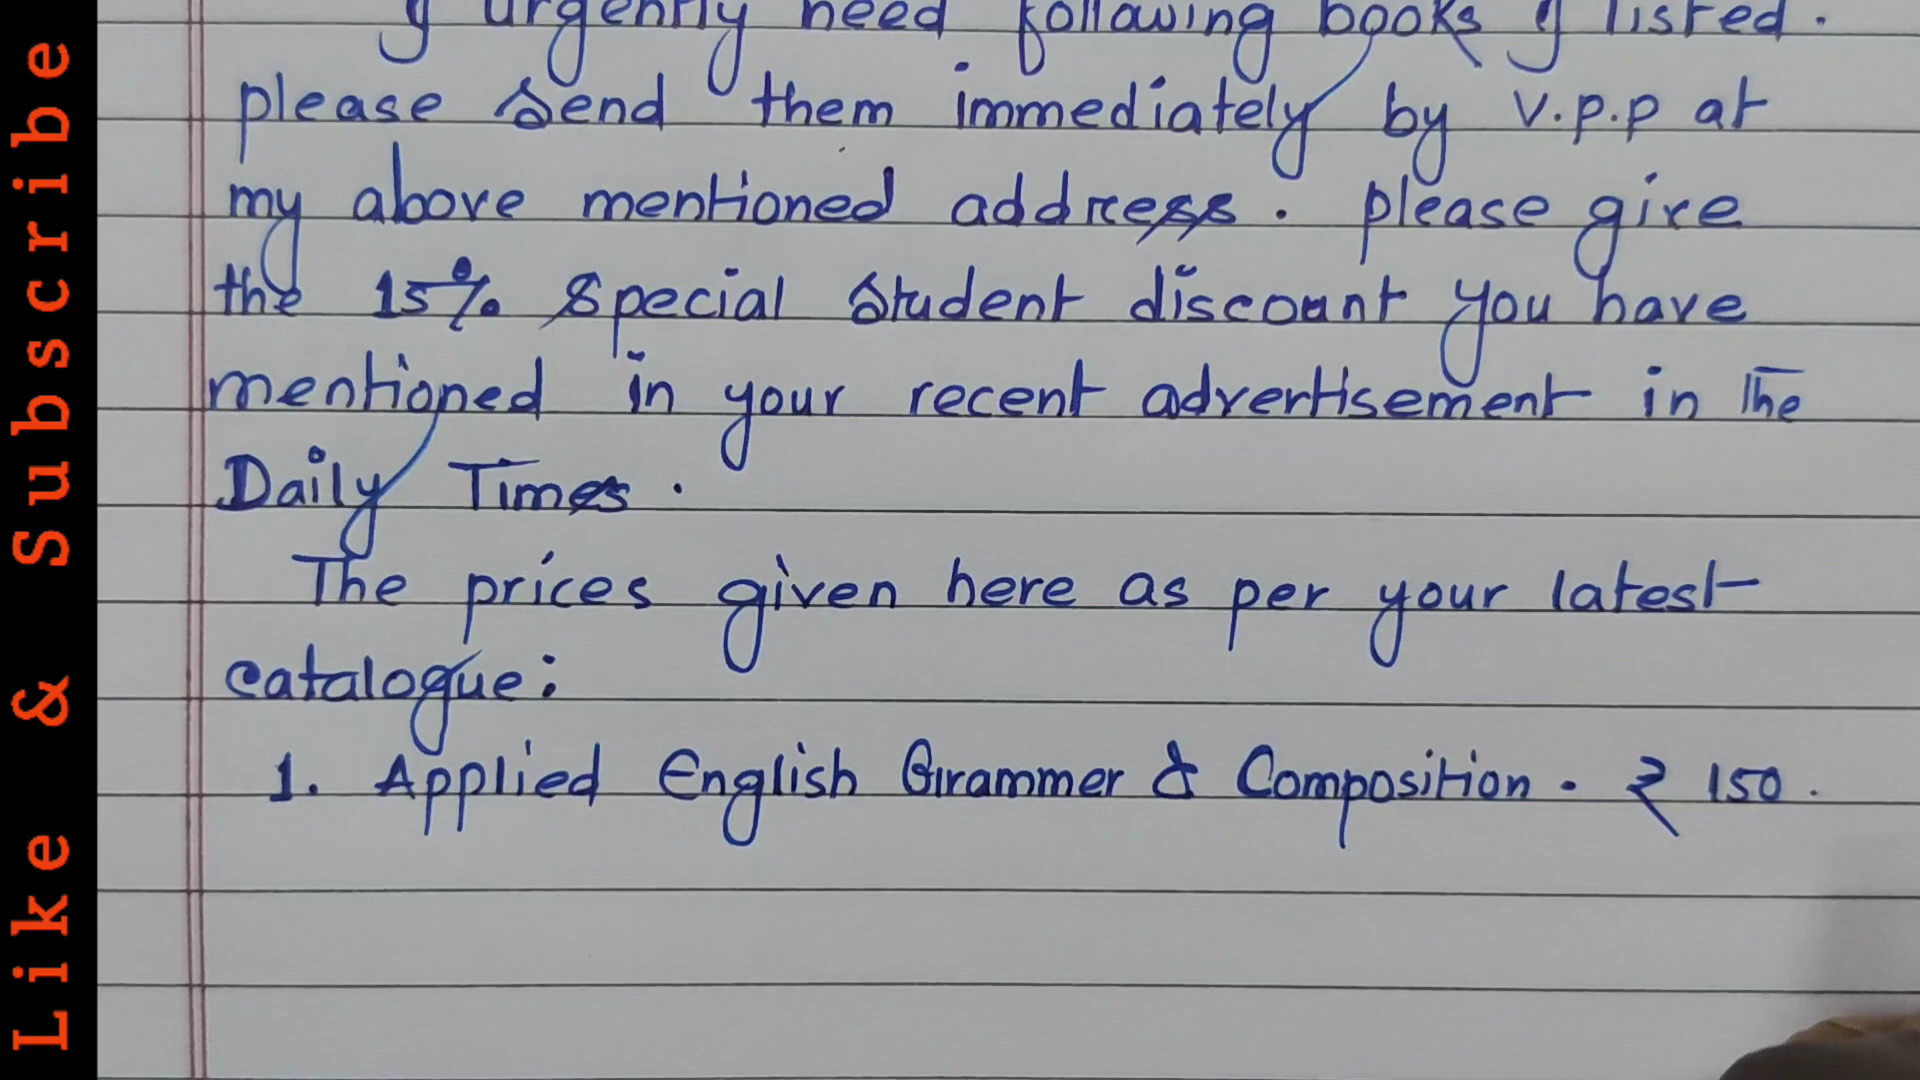 I urgently need following books I listed.
please send them immediately by V.P.P at
my above mentioned address. please give
the 15% special student discount you have
mentioned in your recent advertisement in The
Daily Times.
The prices given here as per your latest
catalogue:
1. Applied English Grammer & Composition. ₹ 150.
Like & Subscribe